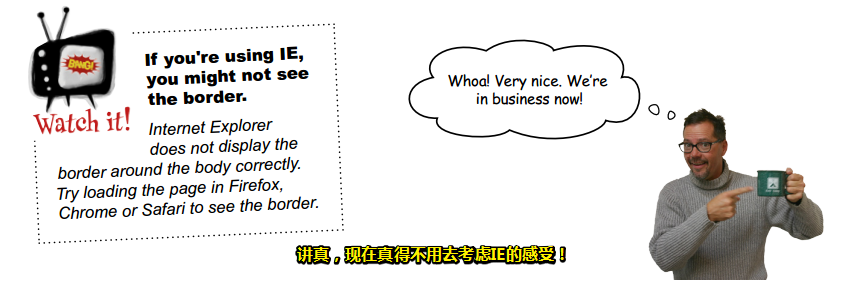 BANG!
Watch it!
If you're using IE,
you might not see
the border.
Internet Explorer
does not display the
border around the body correctly.
Try loading the page in Firefox,
Chrome or Safari to see the border.
Whoa! Very nice. We’re
in business now!
讲真，现在真得不用去考虑IE的感受！